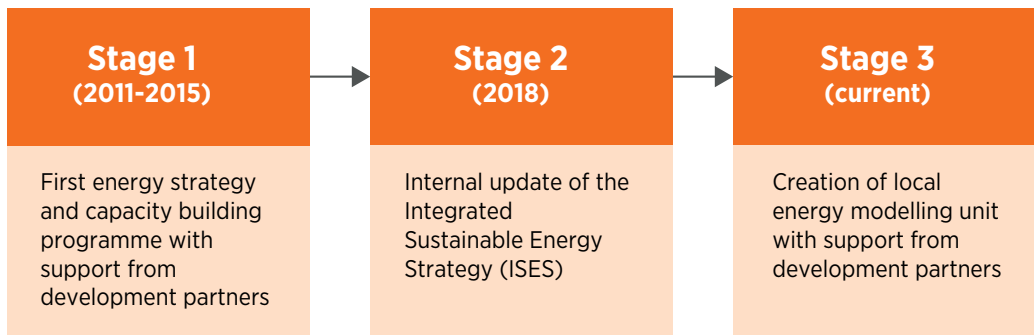 Stage 1
(2011-2015)
First energy strategy
and capacity building
programme with
support from
development partners
Stage 2
(2018)
Internal update of the
Integrated
Sustainable Energy
Strategy (ISES)
Stage 3
(current)
Creation of local
energy modelling unit
with support from
development partners